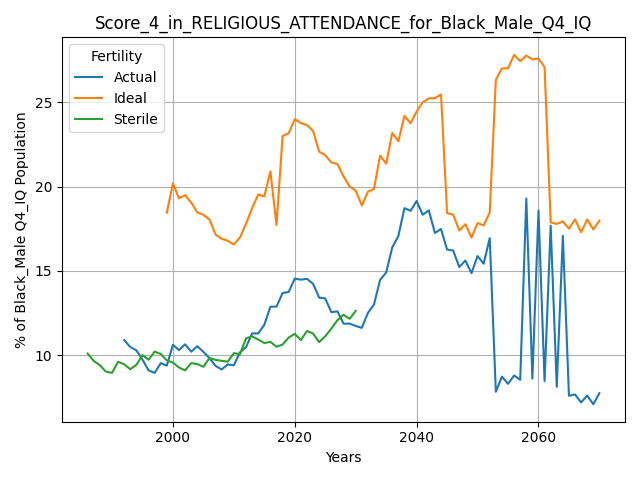 Score_4_in_RELIGIOUS_ATTENDANCE_for_Black_Male_Q4_IQ
Fertility
Actual
Ideal
Sterile
% of Black_Male Q4_IQ Population
25
20
15
10
2000
2020
2040
2060
Years